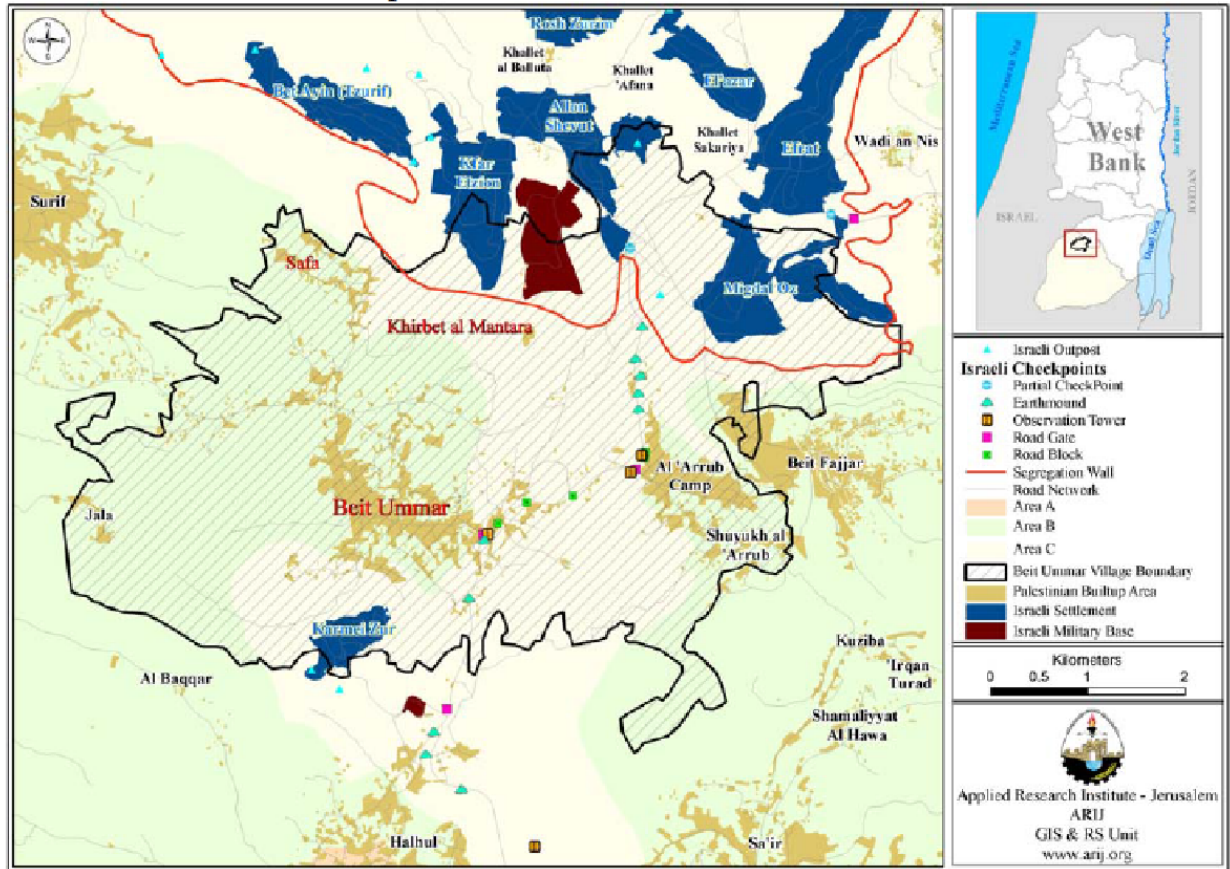 N
W
E
S
Rosh Zurim
Khallet
al Balluta
Khallet
'Afana
El'azar
Bet Ayin (Tzurif)
Allon
Shevut
Khallet
Sakariya
Efrat
Wadi an Nis
Kfar
Etzion
Surif
Safa
Migdal Oz
Khirbet al Mantara
Beit Ummar
Al 'Arrub
Camp
Beit Fajjar
Jala
Shuyukh al
'Arrub
Karmei Zur
Al Baqqar
Kuziba
'Irqan
Turad
Shamaliyyat
Al Hawa
Halhul
Sa'ir
Mediterranean Sea
West
Bank
Jordan River
ISRAEL
JORDAN
Dead Sea
Israeli Outpost
Israeli Checkpoints
Partial CheckPoint
Earthmound
Observation Tower
Road Gate
Road Block
Segregation Wall
Road Network
Area A
Area B
Area C
Beit Ummar Village Boundary
Palestinian Builtup Area
Israeli Settlement
Israeli Military Base
Kilometers
0 0.5 1 2
Applied Research Institute - Jerusalem
ARIJ
GIS & RS Unit
www.arij.org